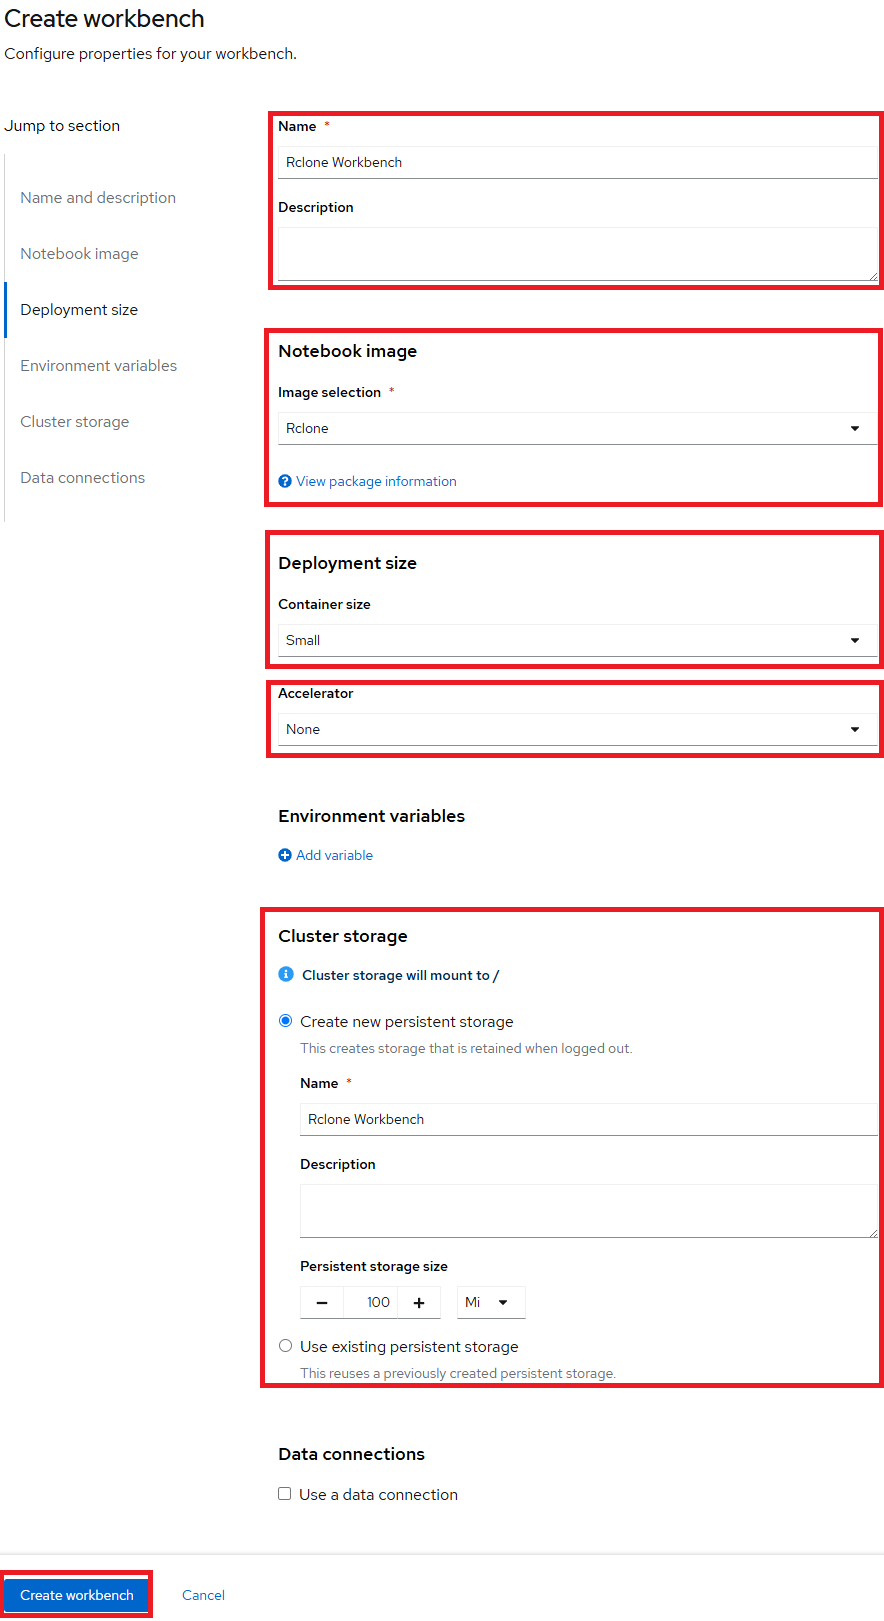 Create workbench
Configure properties for your workbench.
Jump to section
Name and description
Notebook image
Deployment size
Environment variables
Cluster storage
Data connections
Name *
Rclone Workbench
Description
Notebook image
Image selection *
Rclone
View package information
Deployment size
Container size
Small
Accelerator
None
Environment variables
Add variable
Cluster storage
Cluster storage will mount to /
Create new persistent storage
This creates storage that is retained when logged out.
Name *
Rclone Workbench
Description
Persistent storage size
100 Mi
Use existing persistent storage
This reuses a previously created persistent storage.
Data connections
Use a data connection
Create workbench Cancel